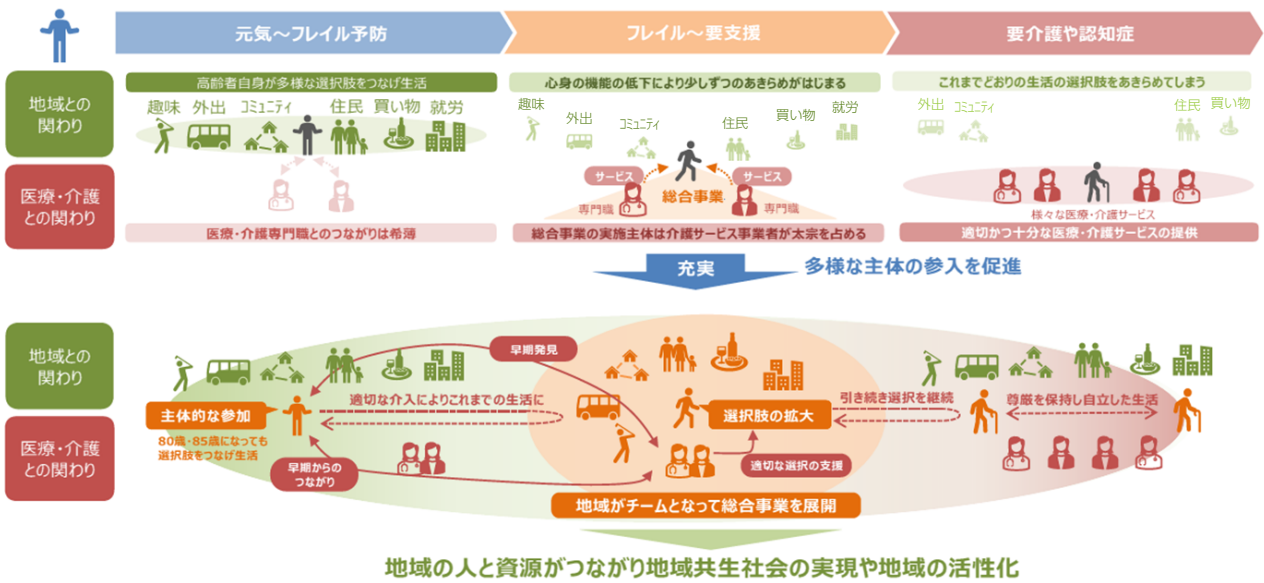 元気～フレイル予防
フレイル～要支援
要介護や認知症
地域との
関わり
高齢者自身が多様な選択肢をつなげ生活
趣味 外出 コミュニティ 住民 買い物 就労
心身の機能の低下により少しずつのあきらめがはじまる
趣味 外出 コミュニティ 住民 買い物 就労
これまでどおりの生活の選択肢をあきらめてしまう
外出 コミュニティ 住民 買い物
医療・介護
との関わり
医療・介護専門職とのつながりは希薄
サービス サービス
専門職 総合事業 専門職
総合事業の実施主体は介護サービス事業者が太宗を占める
様々な医療・介護サービス
適切かつ十分な医療・介護サービスの提供
充実
多様な主体の参入を促進
地域との
関わり
医療・介護
との関わり
早期発見
主体的な参加
80歳・85歳になっても
選択肢をつなげ生活
適切な介入によりこれまでの生活に
早期からの
つながり
選択肢の拡大
適切な選択の支援
引き続き選択を継続
尊厳を保持し自立した生活
地域がチームとなって総合事業を展開
地域の人と資源がつながり地域共生社会の実現や地域の活性化